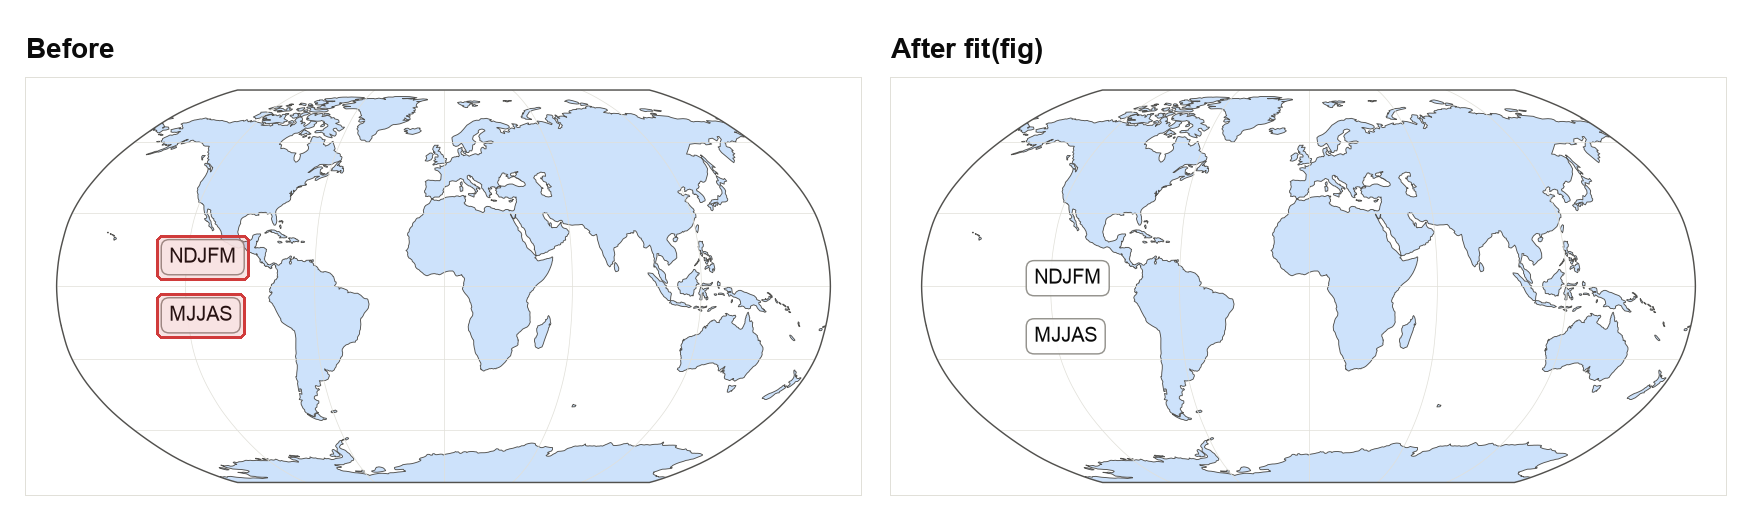 Before
NDJFM
MJJAS
After fit(fig)
NDJFM
MJJAS